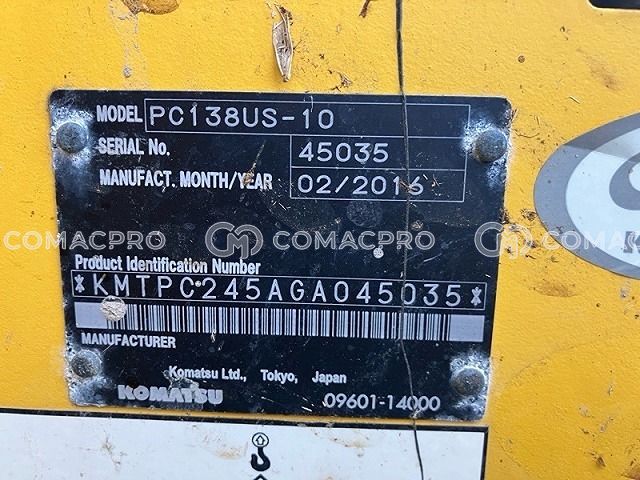 MODEL PC138US-10
SERIAL No. 45035
MANUFACT. MONTH/YEAR 02/2016
COMACPRO COMACPRO COMACPRO
Product Identification Number
*KMTPC245AGA045035*
MANUFACTURER
Komatsu Ltd., Tokyo, Japan
KOMATSU 09601-14000